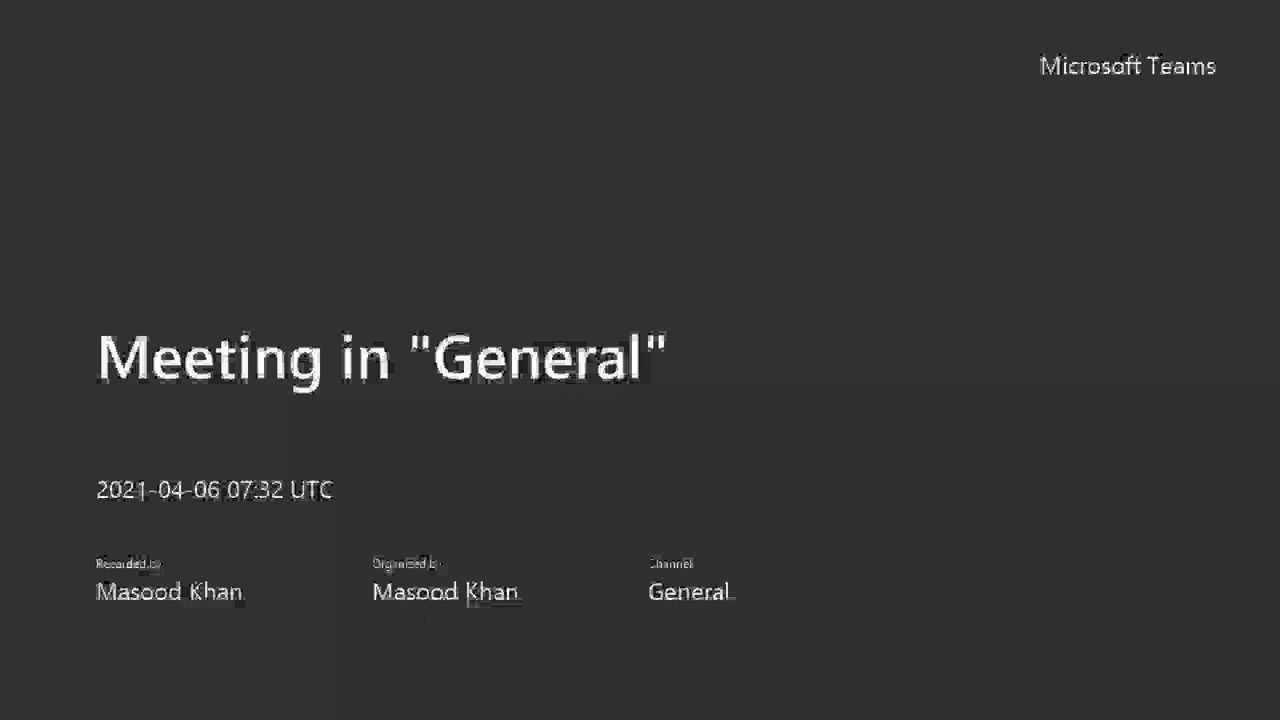 Microsoft Teams
Meeting in "General"
2021-04-06 07:32 UTC
Recorded by Organized by Channel
Masood Khan Masood Khan General